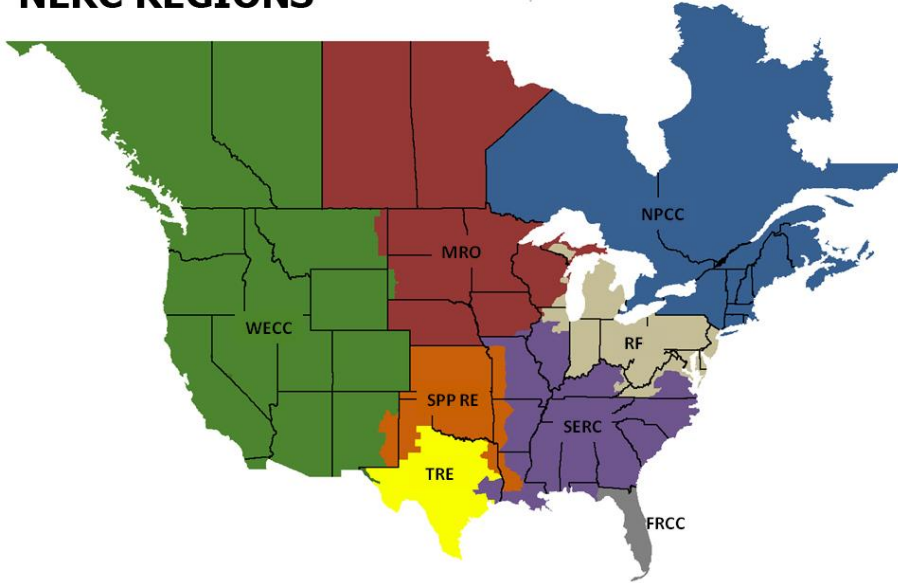 NERC REGIONS
NPCC
MRO
WECC
RF
SPP RE
SERC
TRE
FRCC